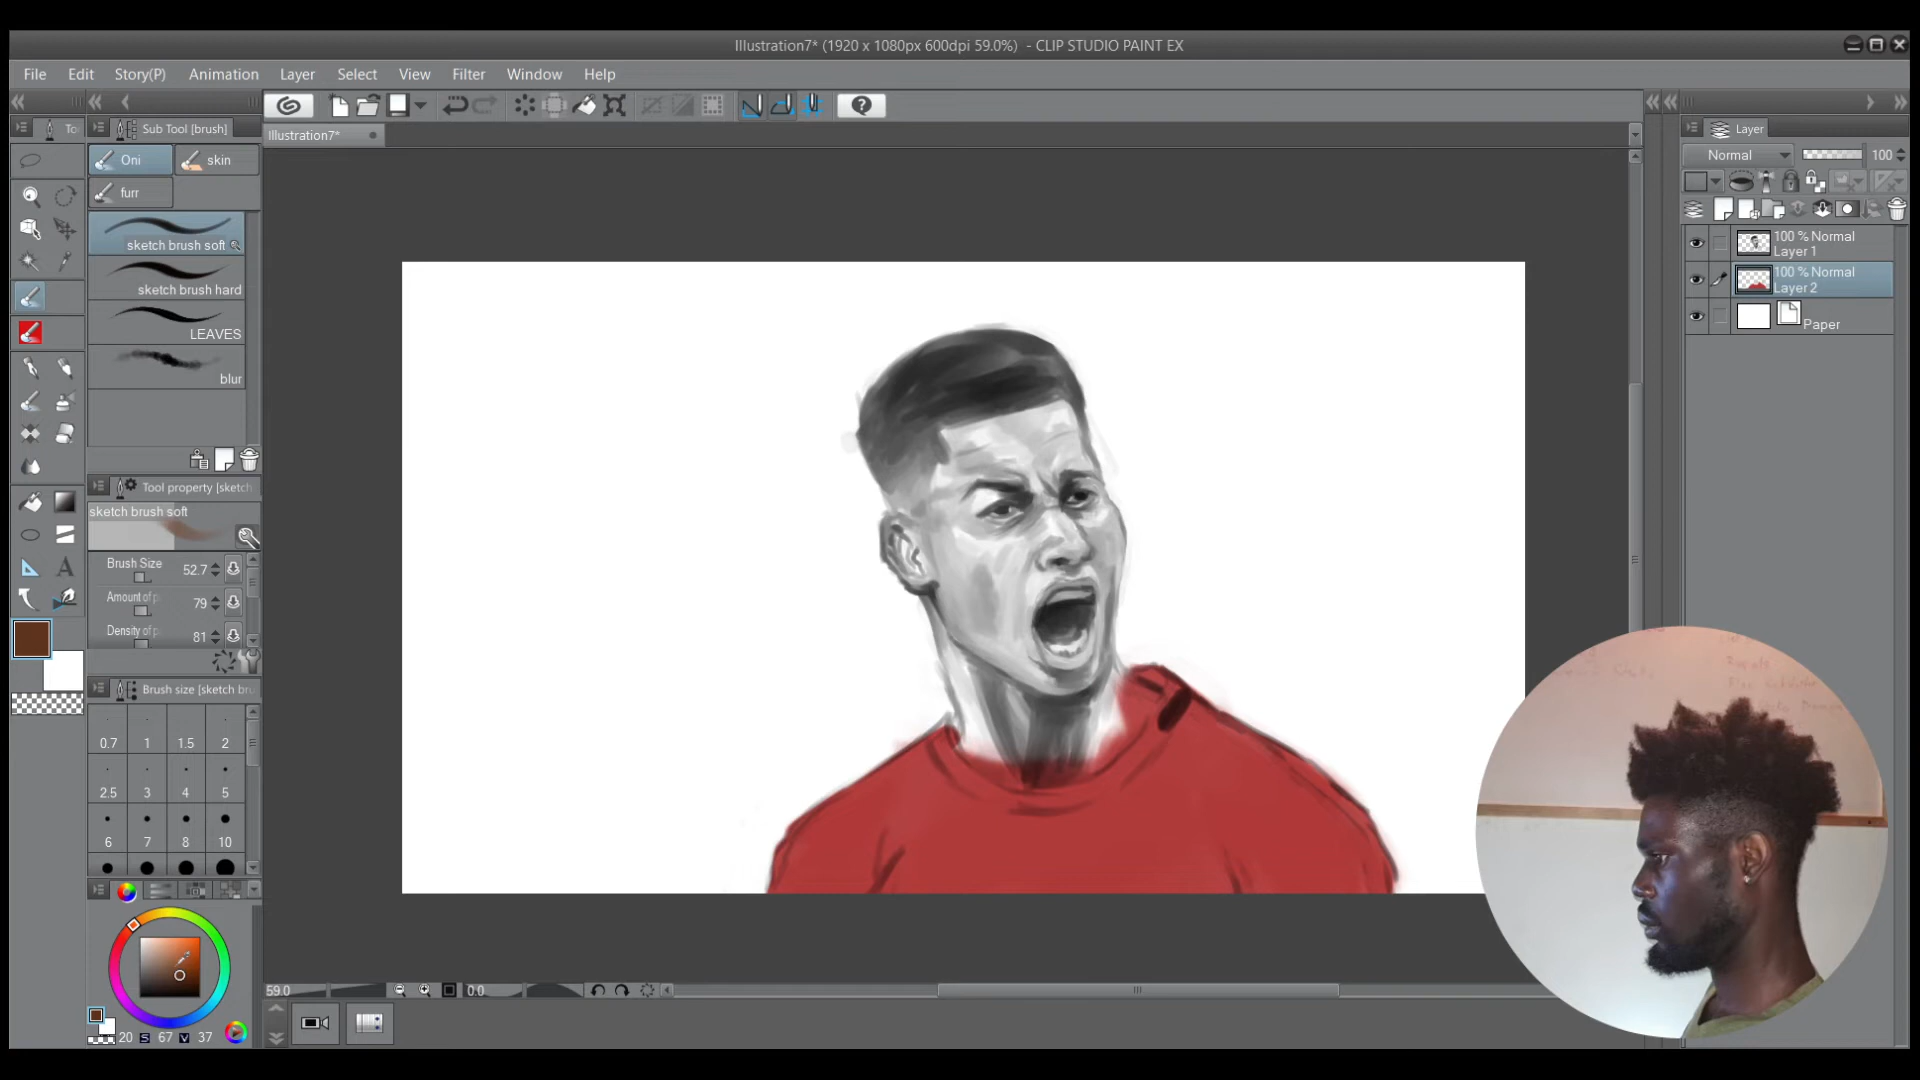 Illustration7* (1920 x 1080px 600dpi 59.0%) - CLIP STUDIO PAINT EX
File Edit Story(P) Animation Layer Select View Filter Window Help
Sub Tool [brush]
Illustration7*
Layer
Oni skin
furr
Normal 100
sketch brush soft
sketch brush hard
LEAVES
blur
100 % Normal
Layer 1
100 % Normal
Layer 2
Paper
Tool property [sketch
sketch brush soft
Brush Size 52.7
Amount of p 79
Density of p 81
Brush size [sketch bru
0.7 1 1.5 2
2.5 3 4 5
6 7 8 10
59.0 0.0
20 S 67 V 37